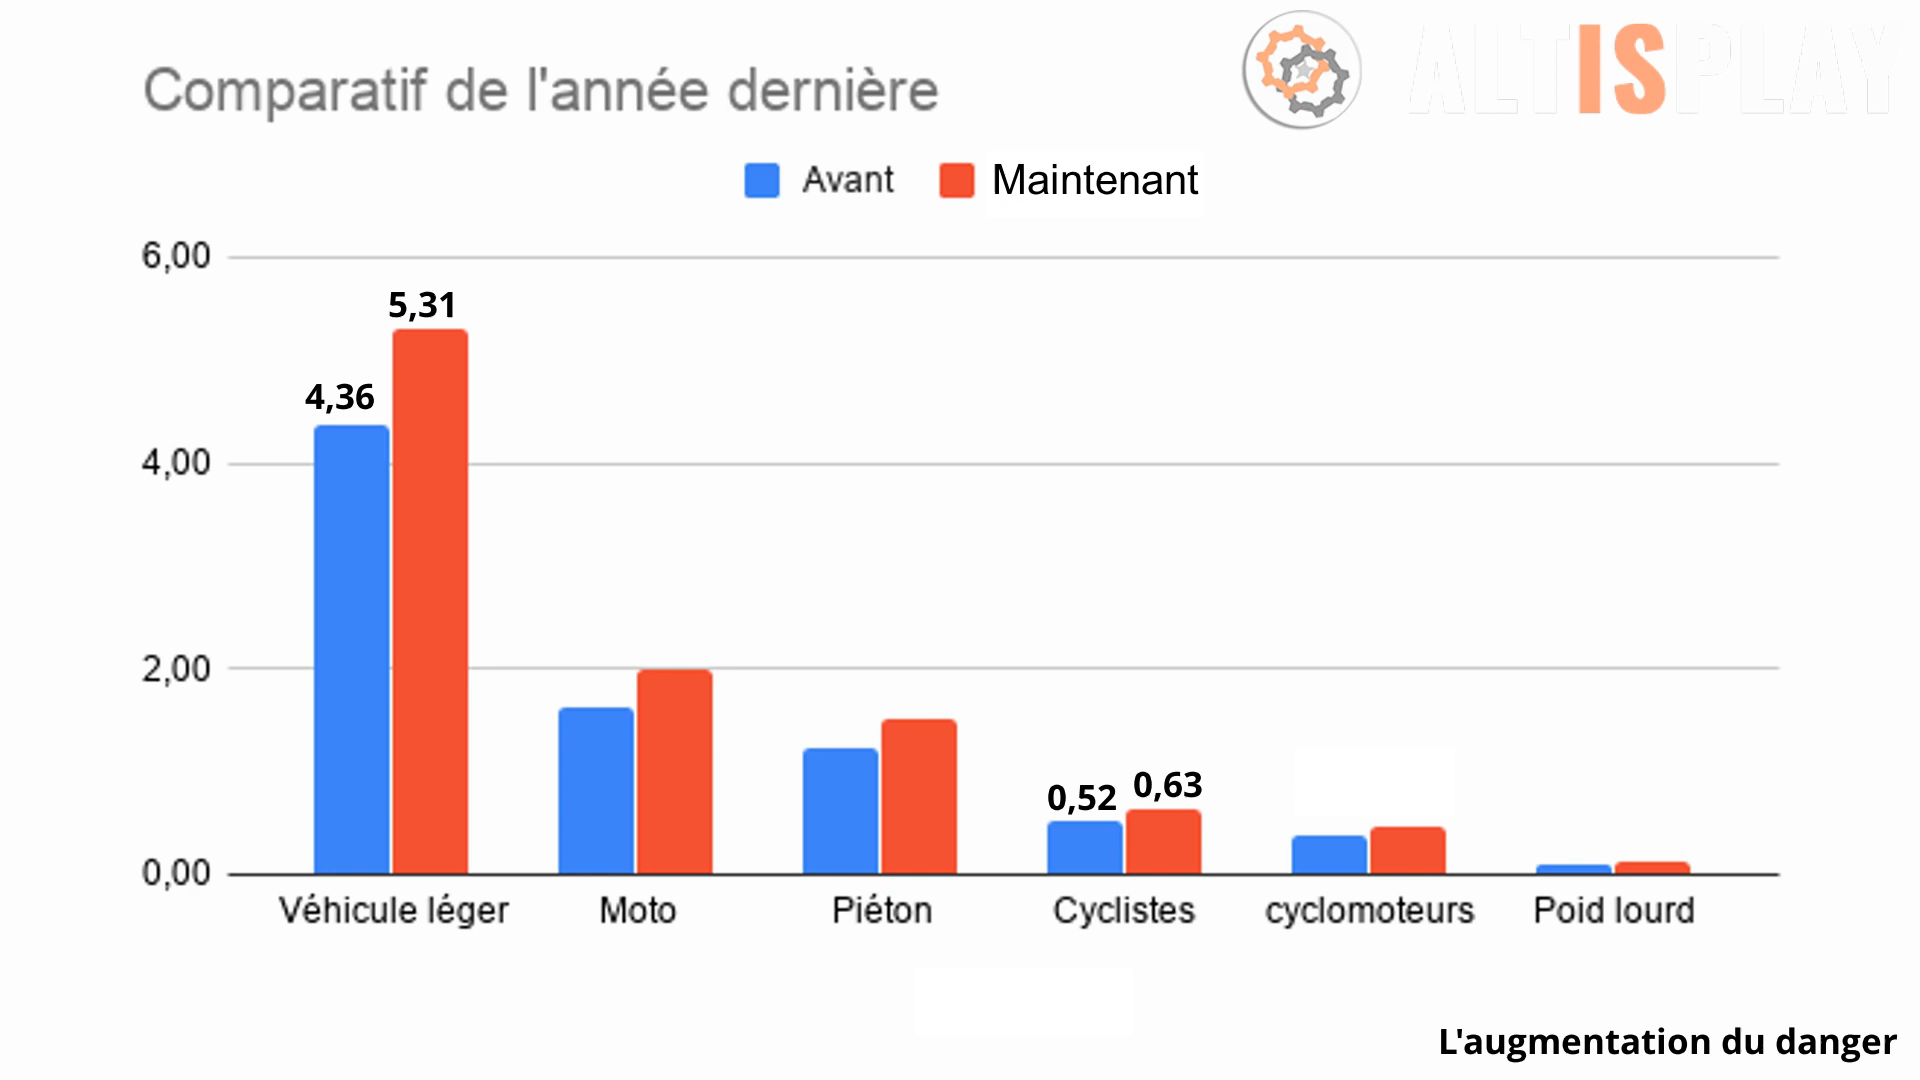 ALTISPLAY
Comparatif de l'année dernière
Avant Maintenant
6,00
5,31
4,36
4,00
2,00
0,52 0,63
0,00
Véhicule léger Moto Piéton Cyclistes cyclomoteurs Poid lourd
L'augmentation du danger